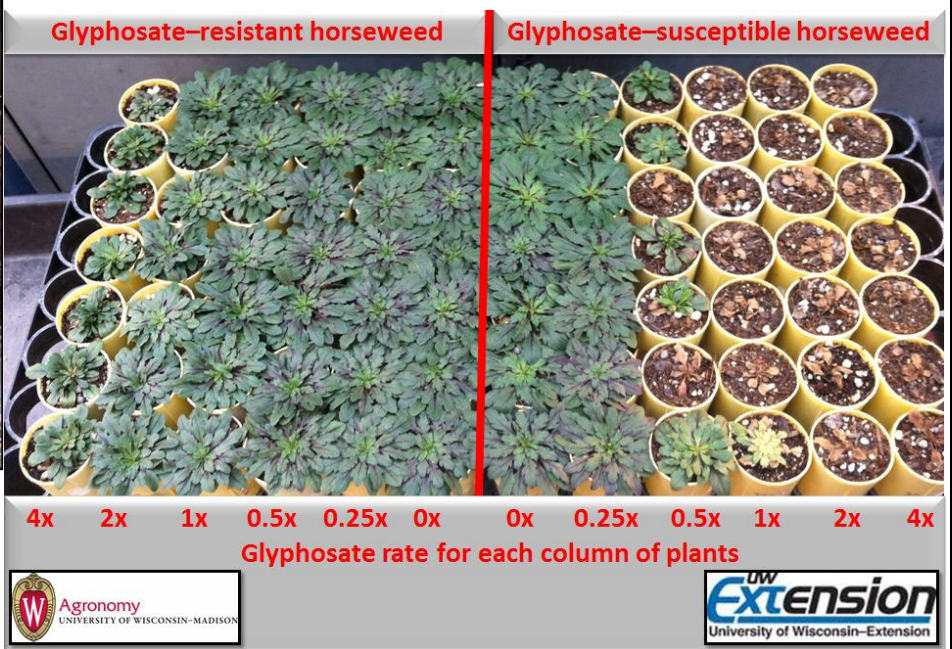 Glyphosate–resistant horseweed
Glyphosate–susceptible horseweed
4x 2x 1x 0.5x 0.25x 0x 0x 0.25x 0.5x 1x 2x 4x
Glyphosate rate for each column of plants
W
Agronomy
UNIVERSITY OF WISCONSIN–MADISON
UW
Extension
University of Wisconsin–Extension